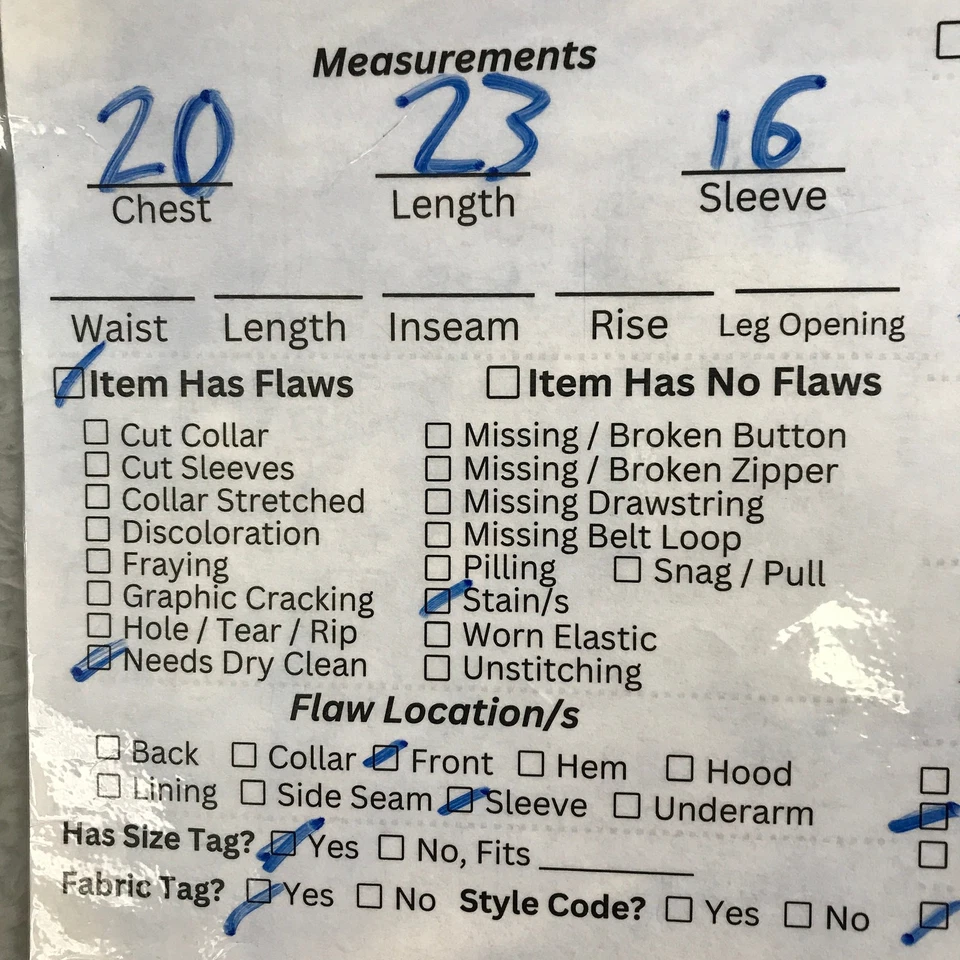 Measurements
20 23 16
Chest Length Sleeve
Waist Length Inseam Rise Leg Opening
Item Has Flaws Item Has No Flaws
Cut Collar Missing / Broken Button
Cut Sleeves Missing / Broken Zipper
Collar Stretched Missing Drawstring
Discoloration Missing Belt Loop
Fraying Pilling Snag / Pull
Graphic Cracking Stain/s
Hole / Tear / Rip Worn Elastic
Needs Dry Clean Unstitching
Flaw Location/s
Back Collar Front Hem Hood
Lining Side Seam Sleeve Underarm
Has Size Tag? Yes No, Fits
Fabric Tag? Yes No Style Code? Yes No